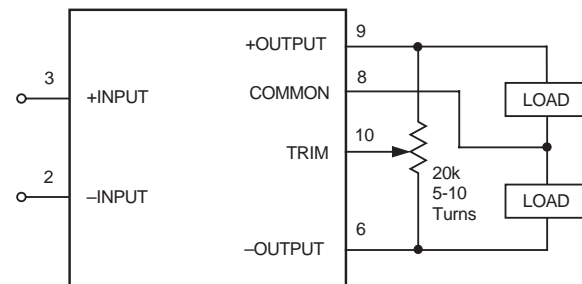 +OUTPUT 9
COMMON 8
LOAD
3 +INPUT
TRIM 10
20k
5-10
Turns
2 –INPUT
LOAD
–OUTPUT 6